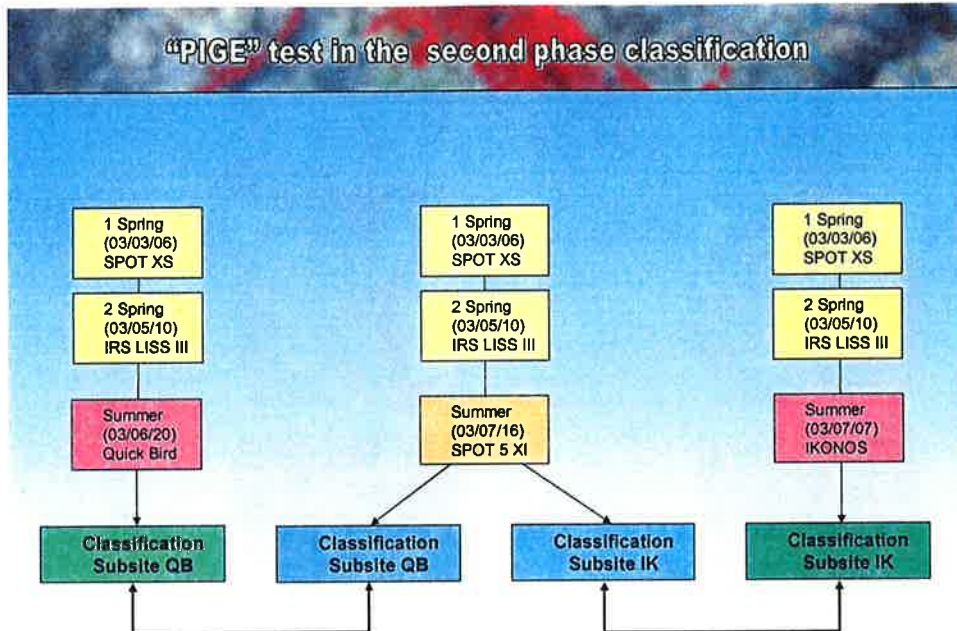 “PIGE” test in the second phase classification
1 Spring
(03/03/06)
SPOT XS
2 Spring
(03/05/10)
IRS LISS III
Summer
(03/06/20)
Quick Bird
1 Spring
(03/03/06)
SPOT XS
2 Spring
(03/05/10)
IRS LISS III
Summer
(03/07/16)
SPOT 5 XI
1 Spring
(03/03/06)
SPOT XS
2 Spring
(03/05/10)
IRS LISS III
Summer
(03/07/07)
IKONOS
Classification
Subsite QB
Classification
Subsite QB
Classification
Subsite IK
Classification
Subsite IK